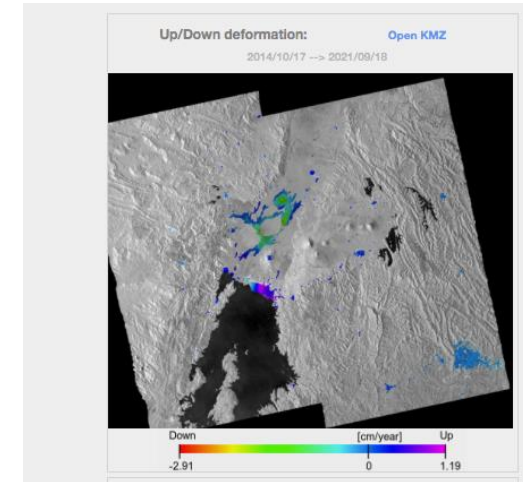 Up/Down deformation: Open KMZ
2014/10/17 --> 2021/09/18
Down [cm/year] Up
-2.91 0 1.19